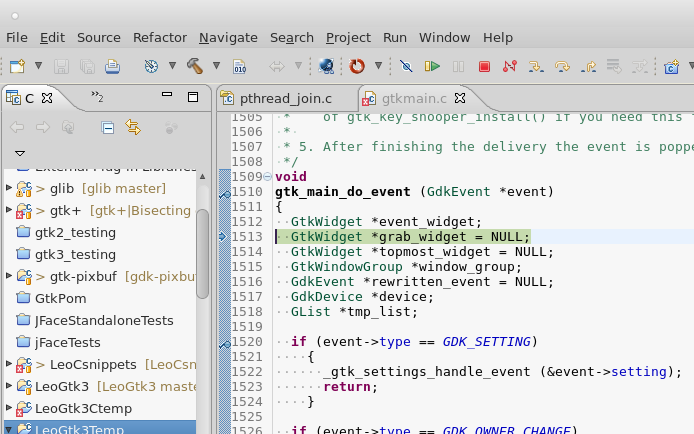 File Edit Source Refactor Navigate Search Project Run Window Help
010
C
»2
pthread_join.c
gtkmain.c
> glib [glib master]
> gtk+ [gtk+|Bisecting
gtk2_testing
gtk3_testing
> gtk-pixbuf [gdk-pixbu
GtkPom
JFaceStandaloneTests
jFaceTests
> LeoCsnippets [LeoCsn
LeoGtk3 [LeoGtk3 maste
LeoGtk3Ctemp
LeoGtk3Temp
1505 * of gtk_key_snooper_install() if you need this
1506 *
1507 * 5. After finishing the delivery the event is poppe
1508 */
1509 void
1510 gtk_main_do_event (GdkEvent *event)
1511 {
1512 GtkWidget *event_widget;
1513 GtkWidget *grab_widget = NULL;
1514 GtkWidget *topmost_widget = NULL;
1515 GtkWindowGroup *window_group;
1516 GdkEvent *rewritten_event = NULL;
1517 GdkDevice *device;
1518 GList *tmp_list;
1519
1520 if (event->type == GDK_SETTING)
1521 {
1522 _gtk_settings_handle_event (&event->setting);
1523 return;
1524 }
1525
1526 if (event->type == GDK_OWNER_CHANGE)